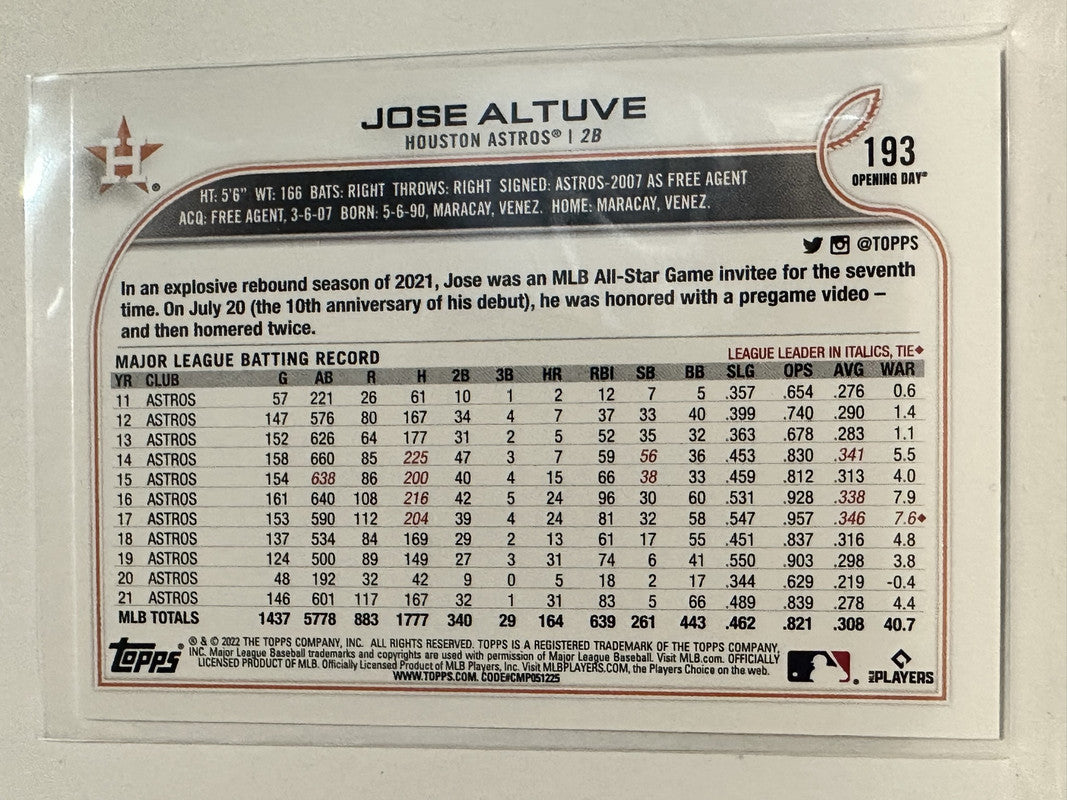 JOSE ALTUVE
HOUSTON ASTROS® | 2B
H
®
193
OPENING DAY®
HT: 5'6" WT: 166 BATS: RIGHT THROWS: RIGHT SIGNED: ASTROS-2007 AS FREE AGENT
ACQ: FREE AGENT, 3-6-07 BORN: 5-6-90, MARACAY, VENEZ. HOME: MARACAY, VENEZ.
@TOPPS
In an explosive rebound season of 2021, Jose was an MLB All-Star Game invitee for the seventh
time. On July 20 (the 10th anniversary of his debut), he was honored with a pregame video –
and then homered twice.
MAJOR LEAGUE BATTING RECORD LEAGUE LEADER IN ITALICS, TIE◆
YR CLUB G AB R H 2B 3B HR RBI SB BB SLG OPS AVG WAR
11 ASTROS 57 221 26 61 10 1 2 12 7 5 .357 .654 .276 0.6
12 ASTROS 147 576 80 167 34 4 7 37 33 40 .399 .740 .290 1.4
13 ASTROS 152 626 64 177 31 2 5 52 35 32 .363 .678 .283 1.1
14 ASTROS 158 660 85 225 47 3 7 59 56 36 .453 .830 .341 5.5
15 ASTROS 154 638 86 200 40 4 15 66 38 33 .459 .812 .313 4.0
16 ASTROS 161 640 108 216 42 5 24 96 30 60 .531 .928 .338 7.9
17 ASTROS 153 590 112 204 39 4 24 81 32 58 .547 .957 .346 7.6◆
18 ASTROS 137 534 84 169 29 2 13 61 17 55 .451 .837 .316 4.8
19 ASTROS 124 500 89 149 27 3 31 74 6 41 .550 .903 .298 3.8
20 ASTROS 48 192 32 42 9 0 5 18 2 17 .344 .629 .219 -0.4
21 ASTROS 146 601 117 167 32 1 31 83 5 66 .489 .839 .278 4.4
MLB TOTALS 1437 5778 883 1777 340 29 164 639 261 443 .462 .821 .308 40.7
topps®
® & © 2022 THE TOPPS COMPANY, INC. ALL RIGHTS RESERVED. TOPPS IS A REGISTERED TRADEMARK OF THE TOPPS COMPANY,
INC. Major League Baseball trademarks and copyrights are used with permission of Major League Baseball. Visit MLB.com. OFFICIALLY
LICENSED PRODUCT OF MLB. Officially Licensed Product of MLB Players, Inc. Visit MLBPLAYERS.COM, the Players Choice on the web.
WWW.TOPPS.COM. CODE#CMP051225
MLB PLAYERS